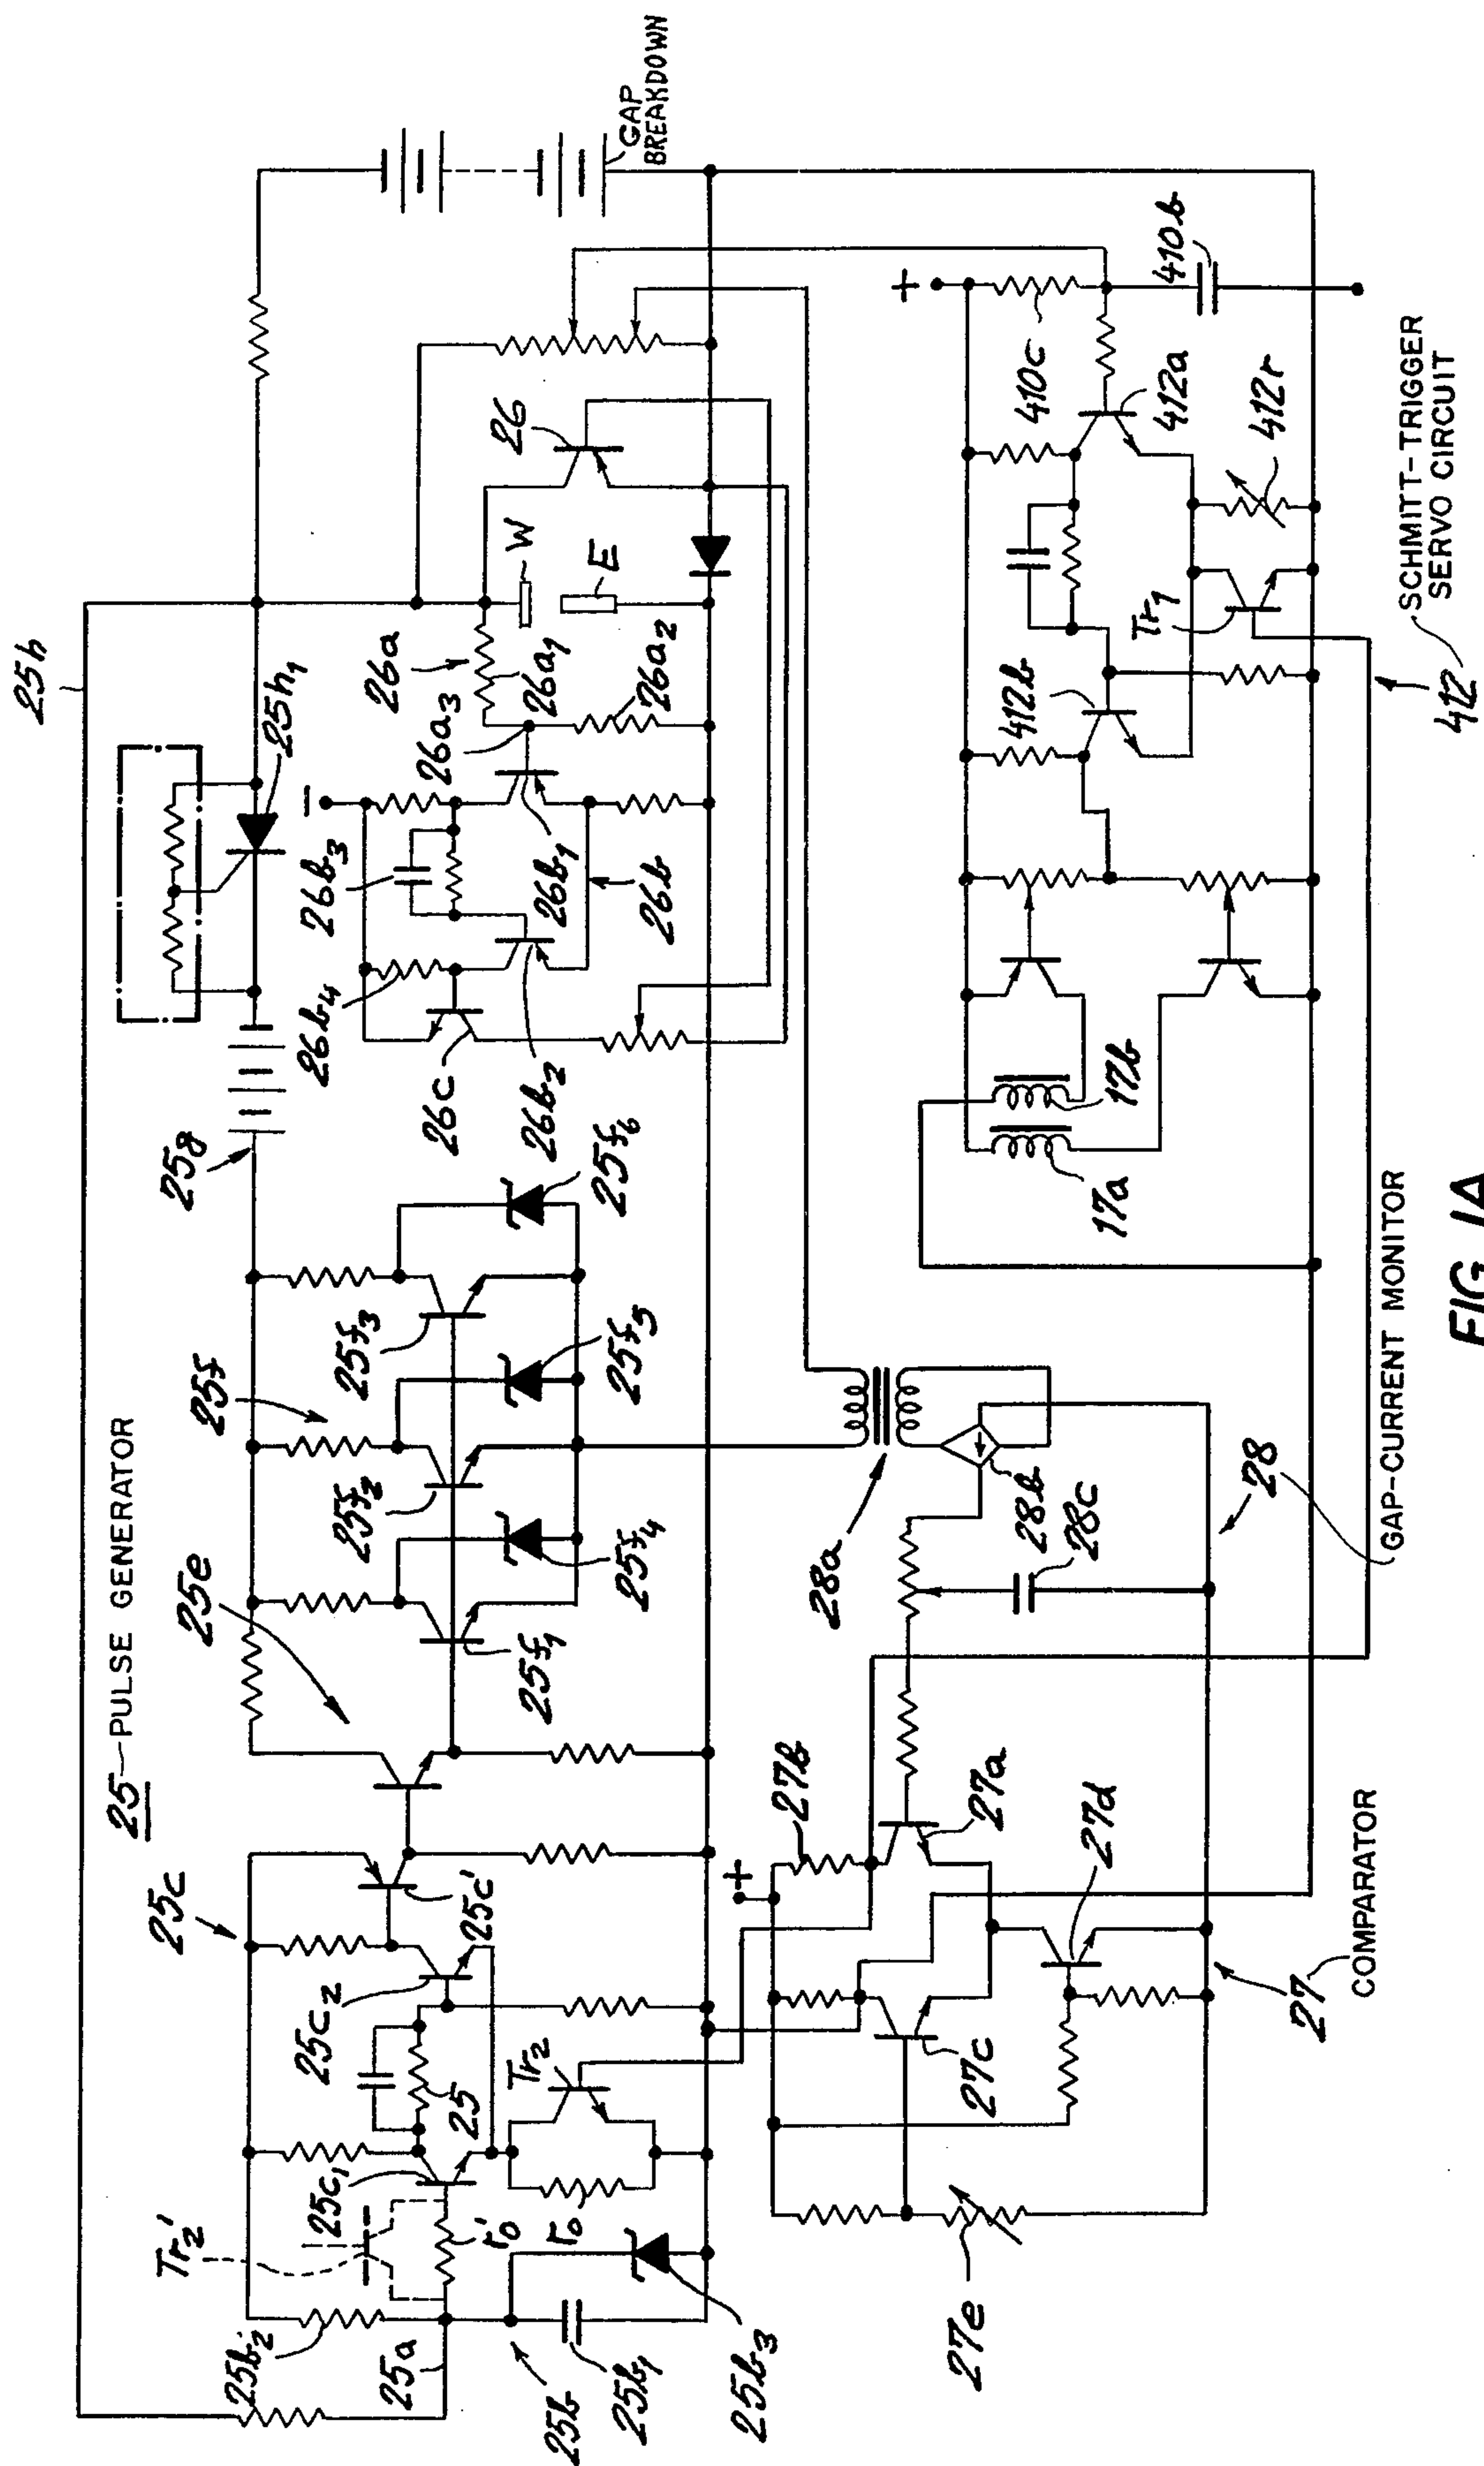 25h
25 PULSE GENERATOR
25c
25e
25f
25g
25h1
Tr2'
25b2
25a
25c1
25c2
25
25c'
r0'
r0
Tr2
25b
25b1
25b3
25f1
25f2
25f3
25f4
25f5
25f6
26c
26b4
26b3
26b2
26b1
26b
26a3
26a
26a1
26a2
W
E
26
GAP
BREAKDOWN
+
-
27b
27a
27c
27d
27e
27
COMPARATOR
28a
28b
28c
28
GAP-CURRENT MONITOR
17a
17b
412b
Tr1
412a
412r
410c
410b
+
412
SCHMITT-TRIGGER
SERVO CIRCUIT
FIG. 1A